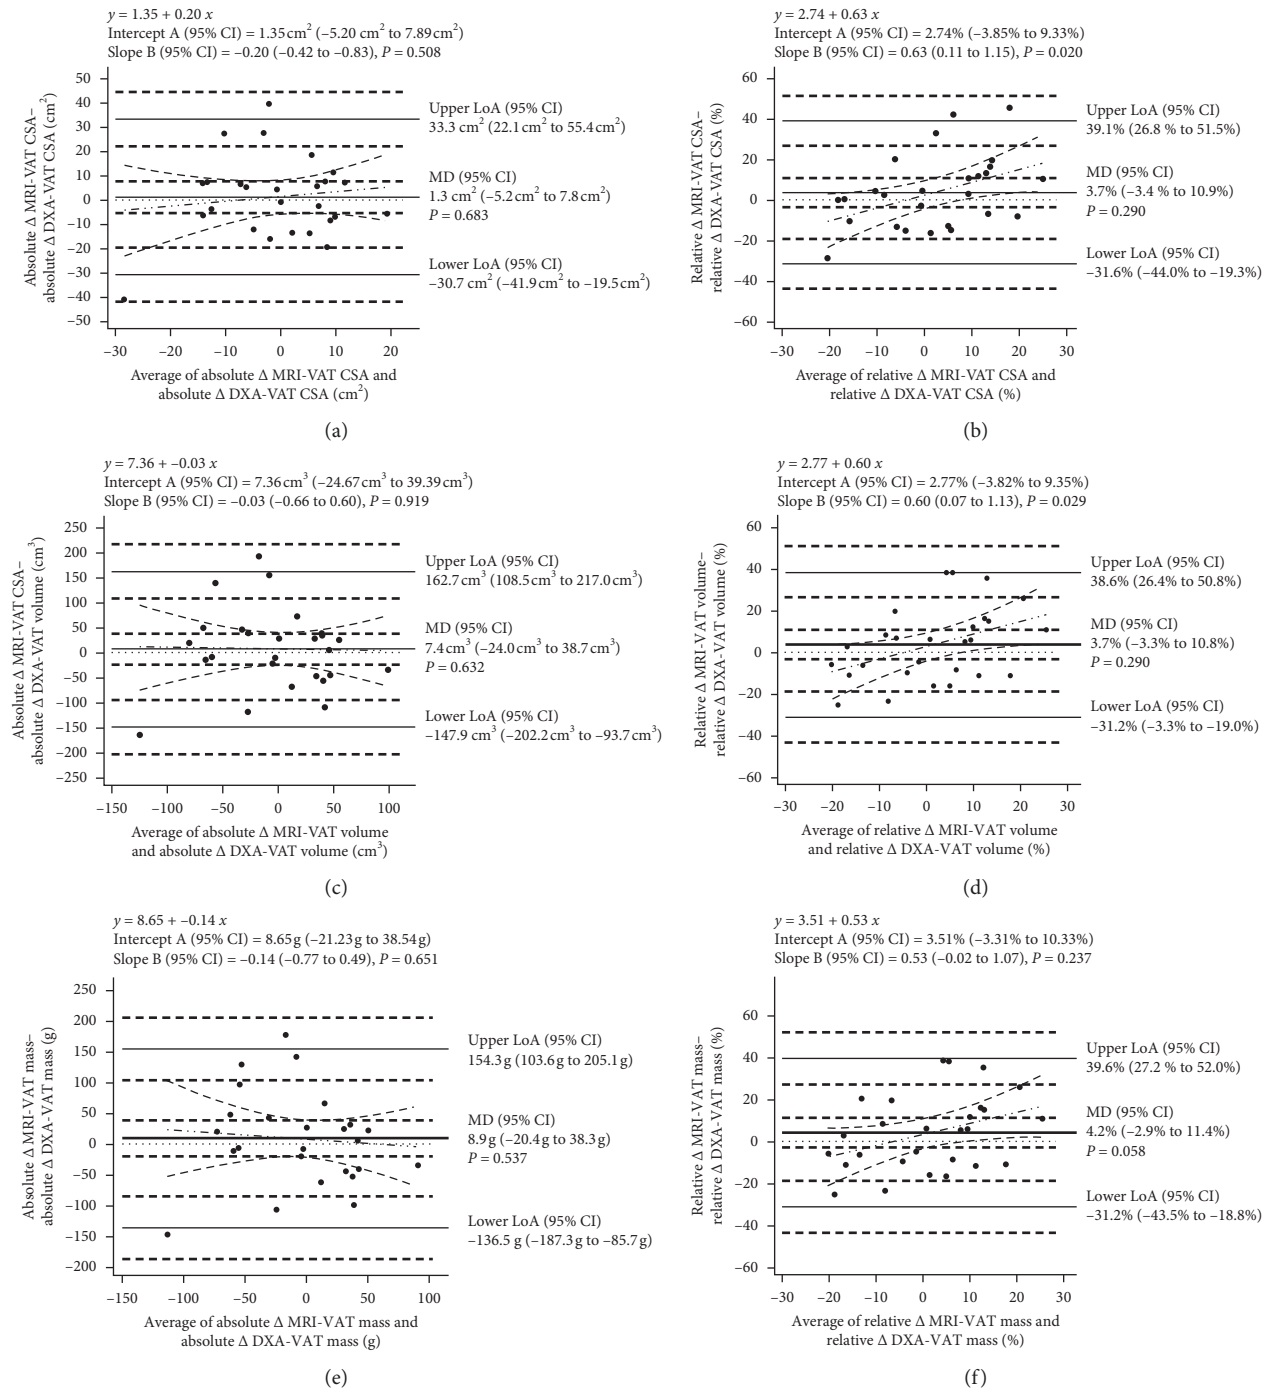 y = 1.35 + 0.20 x
Intercept A (95% CI) = 1.35 cm² (–5.20 cm² to 7.89 cm²)
Slope B (95% CI) = –0.20 (–0.42 to –0.83), P = 0.508
Absolute Δ MRI-VAT CSA–
absolute Δ DXA-VAT CSA (cm²)
50
40
30
20
10
0
–10
–20
–30
–40
–50
Upper LoA (95% CI)
33.3 cm² (22.1 cm² to 55.4 cm²)
MD (95% CI)
1.3 cm² (–5.2 cm² to 7.8 cm²)
P = 0.683
Lower LoA (95% CI)
–30.7 cm² (–41.9 cm² to –19.5 cm²)
–30 –20 –10 0 10 20
Average of absolute Δ MRI-VAT CSA and
absolute Δ DXA-VAT CSA (cm²)
(a)
y = 2.74 + 0.63 x
Intercept A (95% CI) = 2.74% (–3.85% to 9.33%)
Slope B (95% CI) = 0.63 (0.11 to 1.15), P = 0.020
Relative Δ MRI-VAT CSA–
relative Δ DXA-VAT CSA (%)
60
40
20
0
–20
–40
–60
Upper LoA (95% CI)
39.1% (26.8 % to 51.5%)
MD (95% CI)
3.7% (–3.4 % to 10.9%)
P = 0.290
Lower LoA (95% CI)
–31.6% (–44.0% to –19.3%)
–30 –20 –10 0 10 20 30
Average of relative Δ MRI-VAT CSA and
relative Δ DXA-VAT CSA (%)
(b)
y = 7.36 + –0.03 x
Intercept A (95% CI) = 7.36 cm³ (–24.67 cm³ to 39.39 cm³)
Slope B (95% CI) = –0.03 (–0.66 to 0.60), P = 0.919
Absolute Δ MRI-VAT CSA–
absolute Δ DXA-VAT volume (cm³)
250
200
150
100
50
0
–50
–100
–150
–200
–250
Upper LoA (95% CI)
162.7 cm³ (108.5 cm³ to 217.0 cm³)
MD (95% CI)
7.4 cm³ (–24.0 cm³ to 38.7 cm³)
P = 0.632
Lower LoA (95% CI)
–147.9 cm³ (–202.2 cm³ to –93.7 cm³)
–150 –100 –50 0 50 100
Average of absolute Δ MRI-VAT volume
and absolute Δ DXA-VAT volume (cm³)
(c)
y = 2.77 + 0.60 x
Intercept A (95% CI) = 2.77% (–3.82% to 9.35%)
Slope B (95% CI) = 0.60 (0.07 to 1.13), P = 0.029
Relative Δ MRI-VAT volume–
relative Δ DXA-VAT volume (%)
60
40
20
0
–20
–40
–60
Upper LoA (95% CI)
38.6% (26.4% to 50.8%)
MD (95% CI)
3.7% (–3.3% to 10.8%)
P = 0.290
Lower LoA (95% CI)
–31.2% (–3.3% to –19.0%)
–30 –20 –10 0 10 20 30
Average of relative Δ MRI-VAT volume
and relative Δ DXA-VAT volume (%)
(d)
y = 8.65 + –0.14 x
Intercept A (95% CI) = 8.65 g (–21.23 g to 38.54 g)
Slope B (95% CI) = –0.14 (–0.77 to 0.49), P = 0.651
Absolute Δ MRI-VAT mass–
absolute Δ DXA-VAT mass (g)
250
200
150
100
50
0
–50
–100
–150
–200
Upper LoA (95% CI)
154.3 g (103.6 g to 205.1 g)
MD (95% CI)
8.9 g (–20.4 g to 38.3 g)
P = 0.537
Lower LoA (95% CI)
–136.5 g (–187.3 g to –85.7 g)
–150 –100 –50 0 50 100
Average of absolute Δ MRI-VAT mass and
absolute Δ DXA-VAT mass (g)
(e)
y = 3.51 + 0.53 x
Intercept A (95% CI) = 3.51% (–3.31% to 10.33%)
Slope B (95% CI) = 0.53 (–0.02 to 1.07), P = 0.237
Relative Δ MRI-VAT mass–
relative Δ DXA-VAT mass (%)
60
40
20
0
–20
–40
–60
Upper LoA (95% CI)
39.6% (27.2 % to 52.0%)
MD (95% CI)
4.2% (–2.9% to 11.4%)
P = 0.058
Lower LoA (95% CI)
–31.2% (–43.5% to –18.8%)
–30 –20 –10 0 10 20 30
Average of relative Δ MRI-VAT mass and
relative Δ DXA-VAT mass (%)
(f)